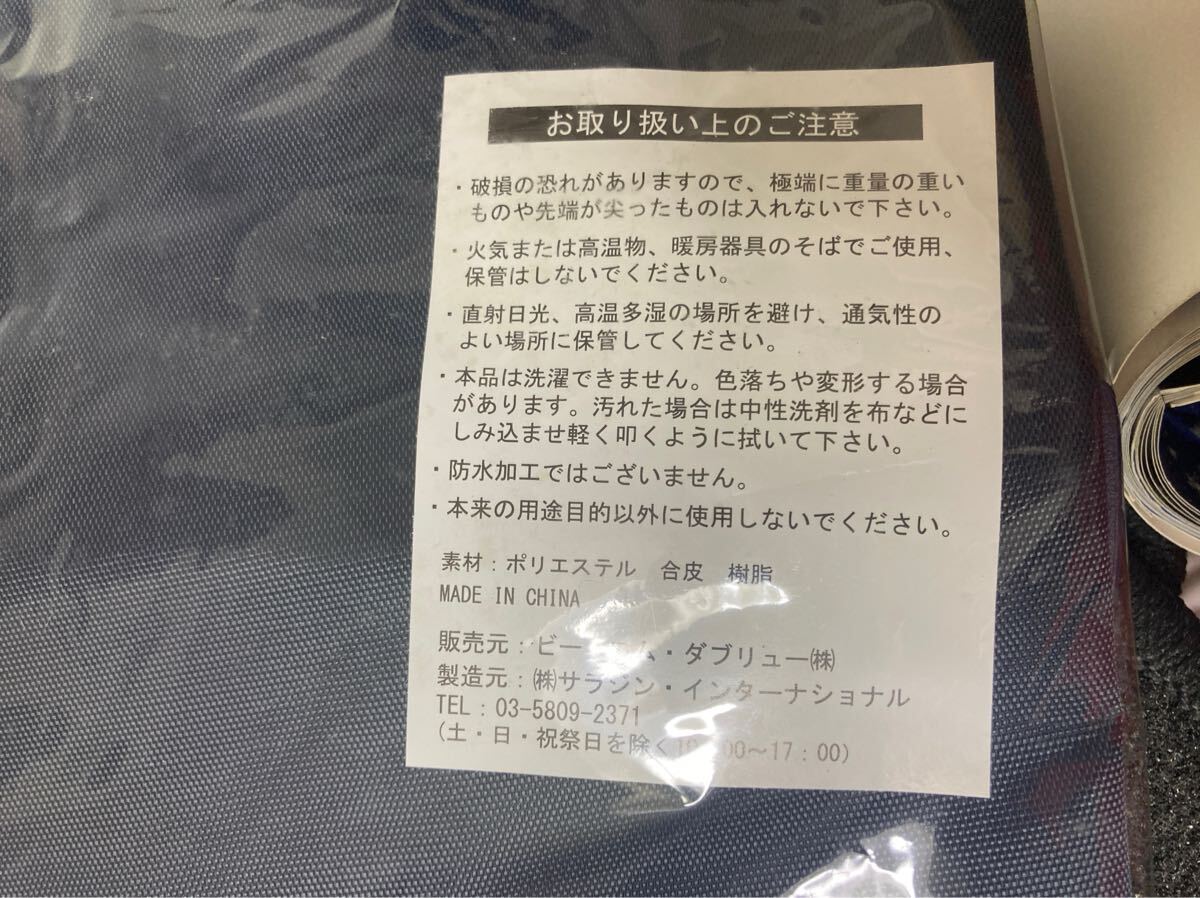 お取り扱い上のご注意
・破損の恐れがありますので、極端に重量の重い
ものや先端が尖ったものは入れないで下さい。
・火気または高温物、暖房器具のそばでご使用、
保管はしないでください。
・直射日光、高温多湿の場所を避け、通気性の
よい場所に保管してください。
・本品は洗濯できません。色落ちや変形する場合
があります。汚れた場合は中性洗剤を布などに
しみ込ませ軽く叩くように拭いて下さい。
・防水加工ではございません。
・本来の用途目的以外に使用しないでください。
素材：ポリエステル 合皮 樹脂
MADE IN CHINA
販売元：ビー ム・ダブリュー㈱
製造元：㈱サラジン・インターナショナル
TEL：03-5809-2371
(土・日・祝祭日を除く 00～17：00)